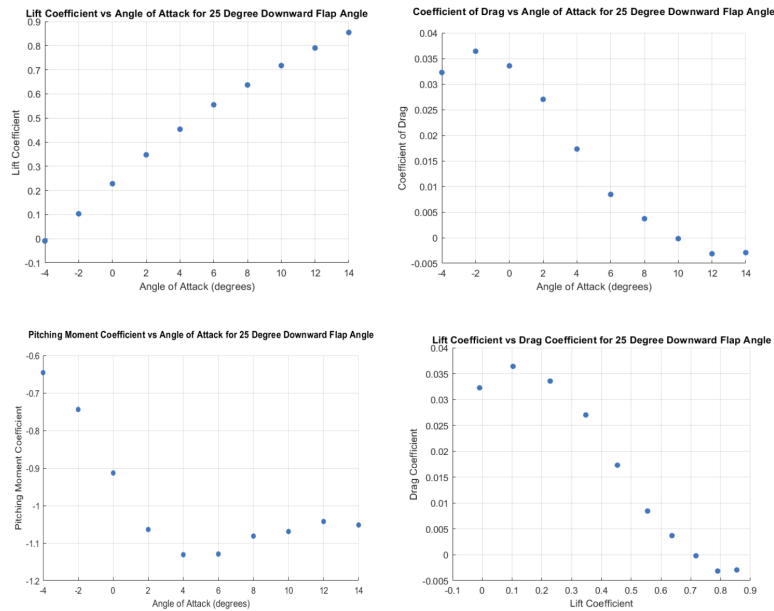 Lift Coefficient vs Angle of Attack for 25 Degree Downward Flap Angle
0.9
0.8
0.7
0.6
0.5
0.4
0.3
0.2
0.1
0
-0.1
Lift Coefficient
-4 -2 0 2 4 6 8 10 12 14
Angle of Attack (degrees)
Coefficient of Drag vs Angle of Attack for 25 Degree Downward Flap Angle
0.04
0.035
0.03
0.025
0.02
0.015
0.01
0.005
0
-0.005
Coefficient of Drag
-4 -2 0 2 4 6 8 10 12 14
Angle of Attack (degrees)
Pitching Moment Coefficient vs Angle of Attack for 25 Degree Downward Flap Angle
-0.6
-0.7
-0.8
-0.9
-1
-1.1
-1.2
Pitching Moment Coefficient
-4 -2 0 2 4 6 8 10 12 14
Angle of Attack (degrees)
Lift Coefficient vs Drag Coefficient for 25 Degree Downward Flap Angle
0.04
0.035
0.03
0.025
0.02
0.015
0.01
0.005
0
-0.005
Drag Coefficient
-0.1 0 0.1 0.2 0.3 0.4 0.5 0.6 0.7 0.8 0.9
Lift Coefficient